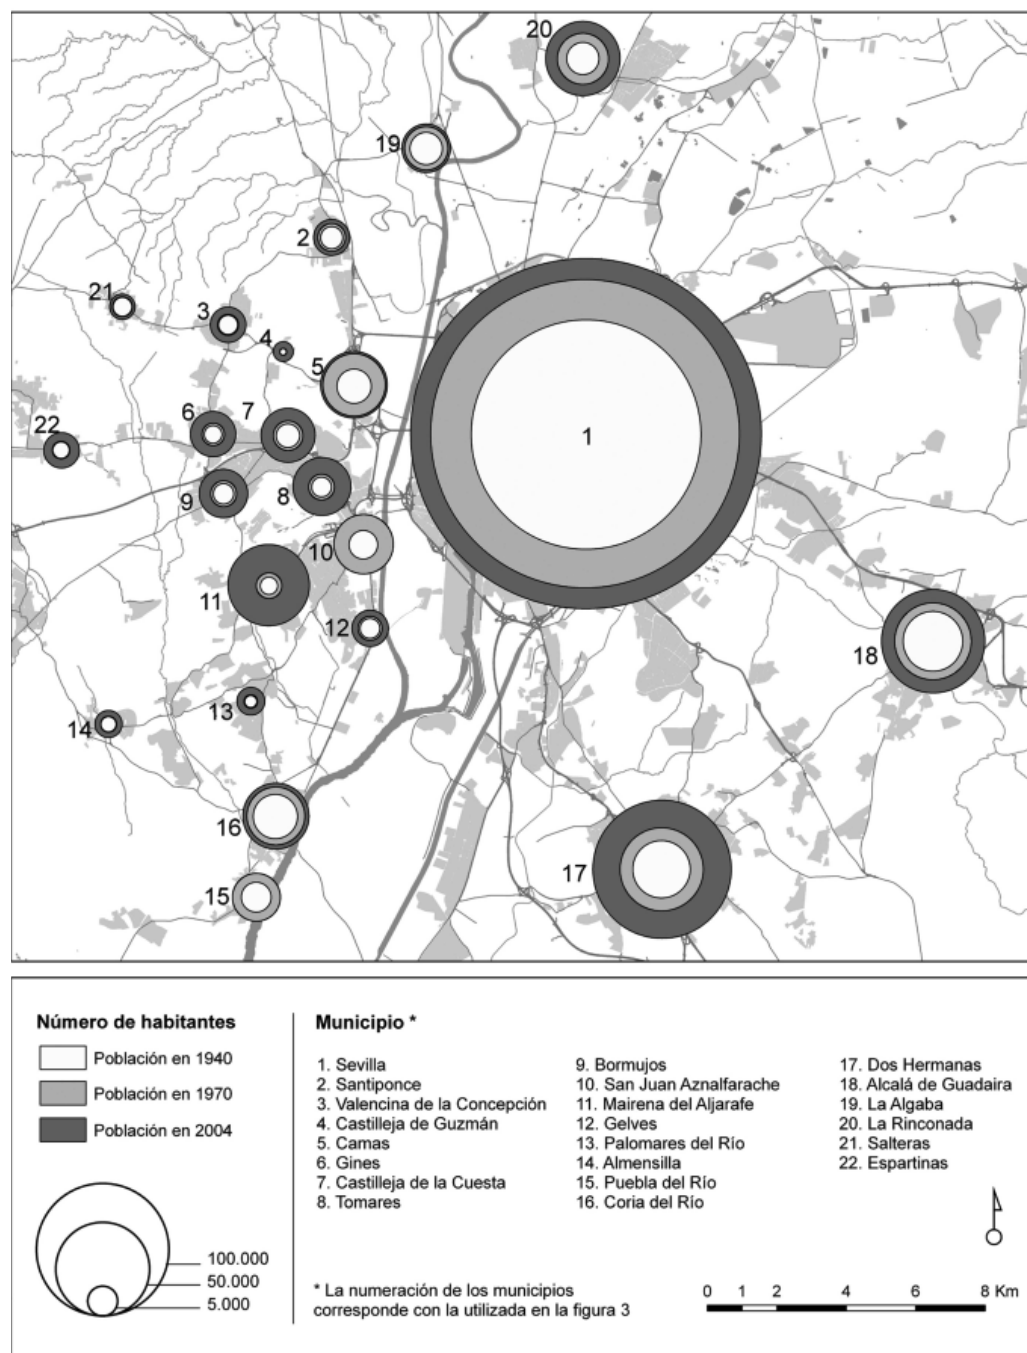 20
19
2
21
3
4
5
6
7
22
1
8
9
10
11
12
18
13
14
16
17
15
Número de habitantes
Población en 1940
Población en 1970
Población en 2004
100.000
50.000
5.000
Municipio *
1. Sevilla
2. Santiponce
3. Valencina de la Concepción
4. Castilleja de Guzmán
5. Camas
6. Gines
7. Castilleja de la Cuesta
8. Tomares
9. Bormujos
10. San Juan Aznalfarache
11. Mairena del Aljarafe
12. Gelves
13. Palomares del Río
14. Almensilla
15. Puebla del Río
16. Coria del Río
17. Dos Hermanas
18. Alcalá de Guadaira
19. La Algaba
20. La Rinconada
21. Salteras
22. Espartinas
* La numeración de los municipios
corresponde con la utilizada en la figura 3
0 1 2 4 6 8 Km